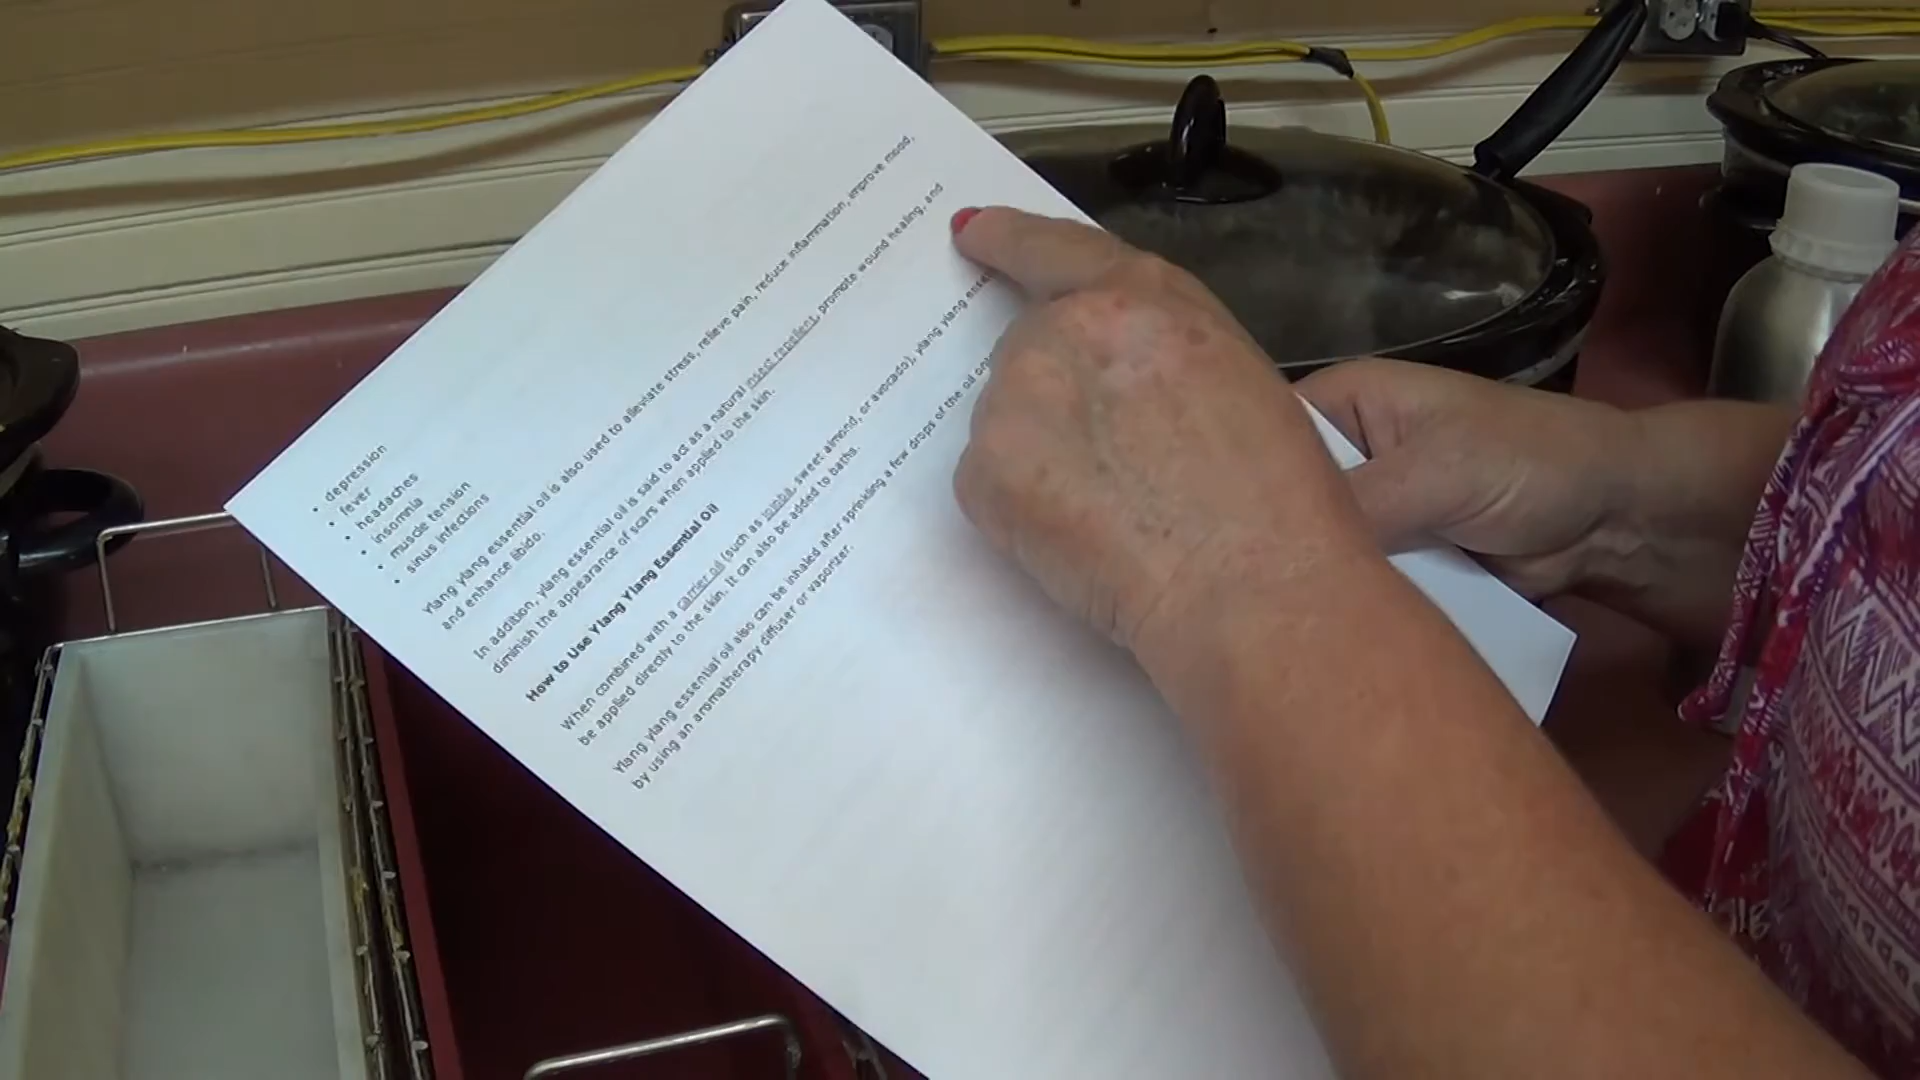 • depression
• fever
headaches
• insomnia
• muscle tension
• sinus infections
Ylang ylang essential oil is also used to alleviate stress, relieve pain, reduce inflammation, improve mood,
and enhance libido.
In addition, ylang essential oil is said to act as a natural insect repellent, promote wound healing, and
diminish the appearance of scars when applied to the skin.
How to Use Ylang Ylang Essential Oil
When combined with a carrier oil (such as jojoba, sweet almond, or avocado), ylang ylang
be applied directly to the skin. It can also be added to baths.
Ylang ylang essential oil also can be inhaled after sprinkling a few drops of the oil
by using an aromatherapy diffuser or vaporizer.